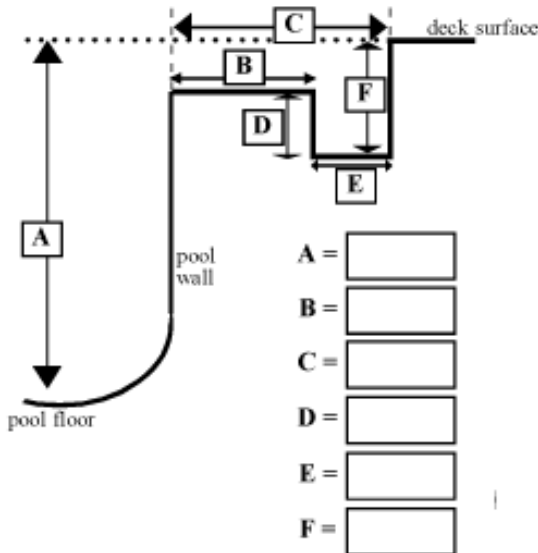 C
deck surface
B
F
D
E
A
pool
wall
A =
B =
C =
pool floor
D =
E =
F =